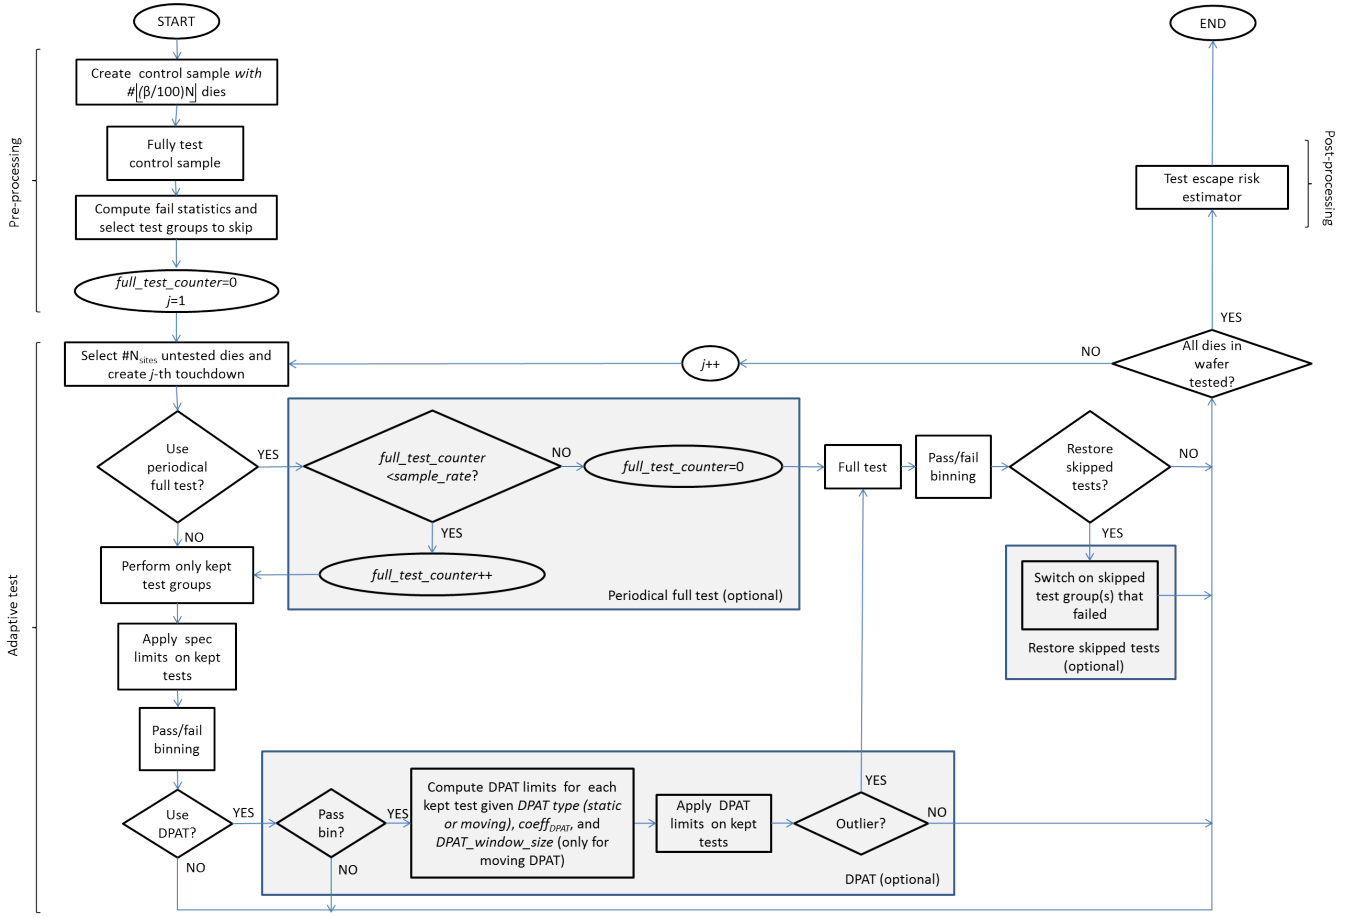 START
END
Create control sample with
#⌊(β/100)N⌋ dies
Fully test
control sample
Compute fail statistics and
select test groups to skip
full_test_counter=0
j=1
Pre-processing
Test escape risk
estimator
Post-processing
YES
Select #Nsites untested dies and
create j-th touchdown
j++
NO
All dies in
wafer
tested?
Use
periodical
full test?
YES
NO
full_test_counter
<sample_rate?
NO
YES
full_test_counter=0
full_test_counter++
Periodical full test (optional)
Full test
Pass/fail
binning
Restore
skipped
tests?
NO
YES
Switch on skipped
test group(s) that
failed
Restore skipped tests
(optional)
Perform only kept
test groups
Apply spec
limits on kept
tests
Pass/fail
binning
Adaptive test
Use
DPAT?
YES
NO
Pass
bin?
YES
NO
Compute DPAT limits for each
kept test given DPAT type (static
or moving), coeffDPAT, and
DPAT_window_size (only for
moving DPAT)
Apply DPAT
limits on kept
tests
Outlier?
YES
NO
DPAT (optional)